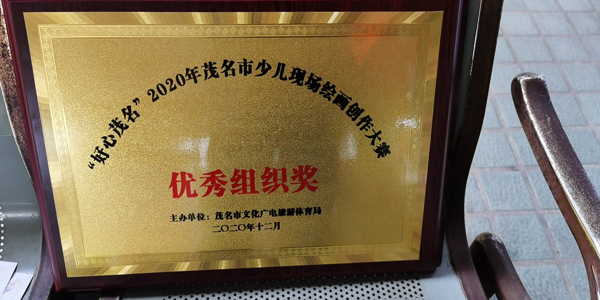 “好心茂名”2020年茂名市少儿现场绘画创作大赛
优秀组织奖
主办单位：茂名市文化广电旅游体育局
二〇二〇年十二月